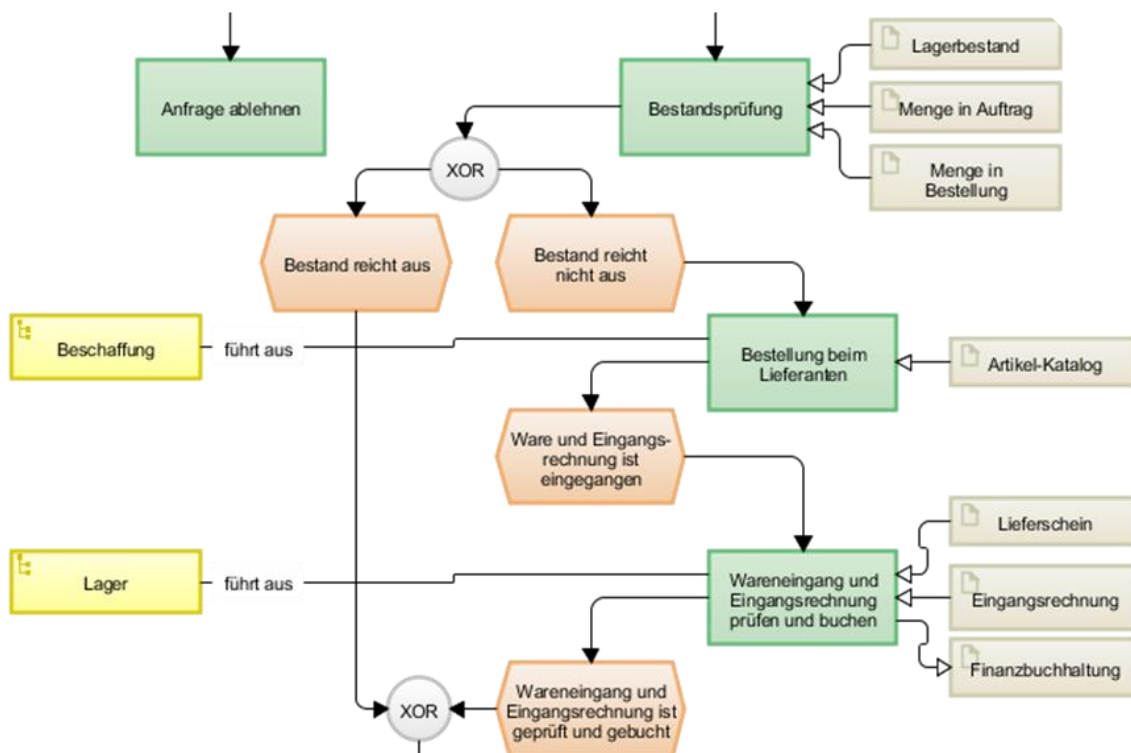 Lagerbestand
Anfrage ablehnen
Bestandsprüfung
Menge in Auftrag
XOR
Menge in
Bestellung
Bestand reicht aus
Bestand reicht
nicht aus
Beschaffung
führt aus
Bestellung beim
Lieferanten
Artikel-Katalog
Ware und Eingangs-
rechnung ist
eingegangen
Lieferschein
Lager
führt aus
Wareneingang und
Eingangsrechnung
prüfen und buchen
Eingangsrechnung
Finanzbuchhaltung
XOR
Wareneingang und
Eingangsrechnung ist
geprüft und gebucht